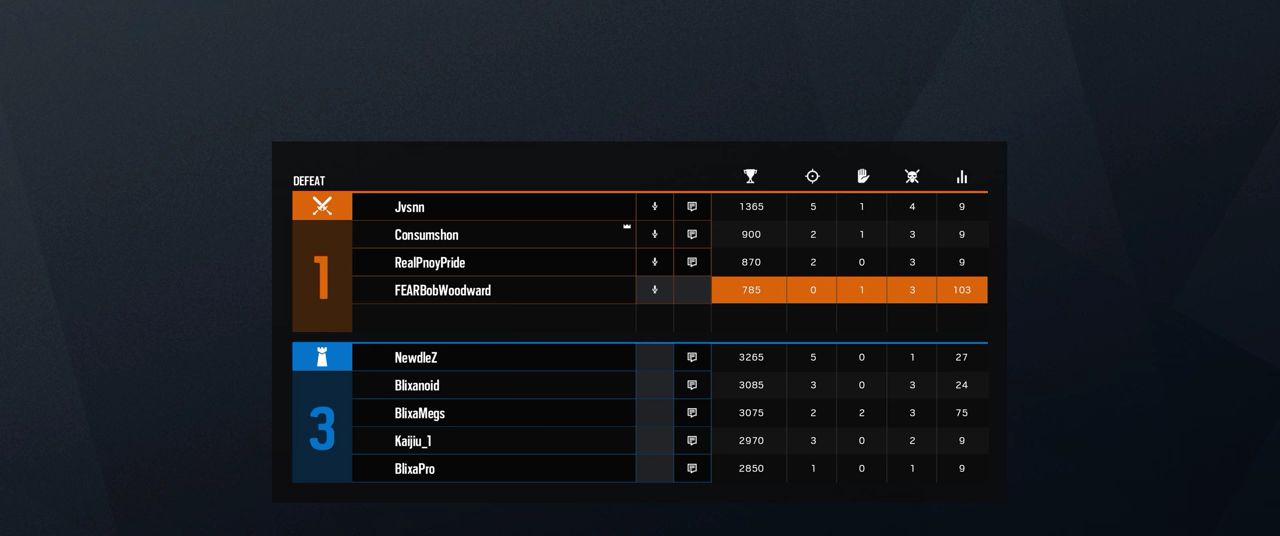 DEFEAT
Jvsnn 1365 5 1 4 9
1
Consumshon 900 2 1 3 9
RealPnoyPride 870 2 0 3 9
FEARBobWoodward 785 0 1 3 103
NewdleZ 3265 5 0 1 27
3
Blixanoid 3085 3 0 3 24
BlixaMegs 3075 2 2 3 75
Kaijiu_1 2970 3 0 2 9
BlixaPro 2850 1 0 1 9